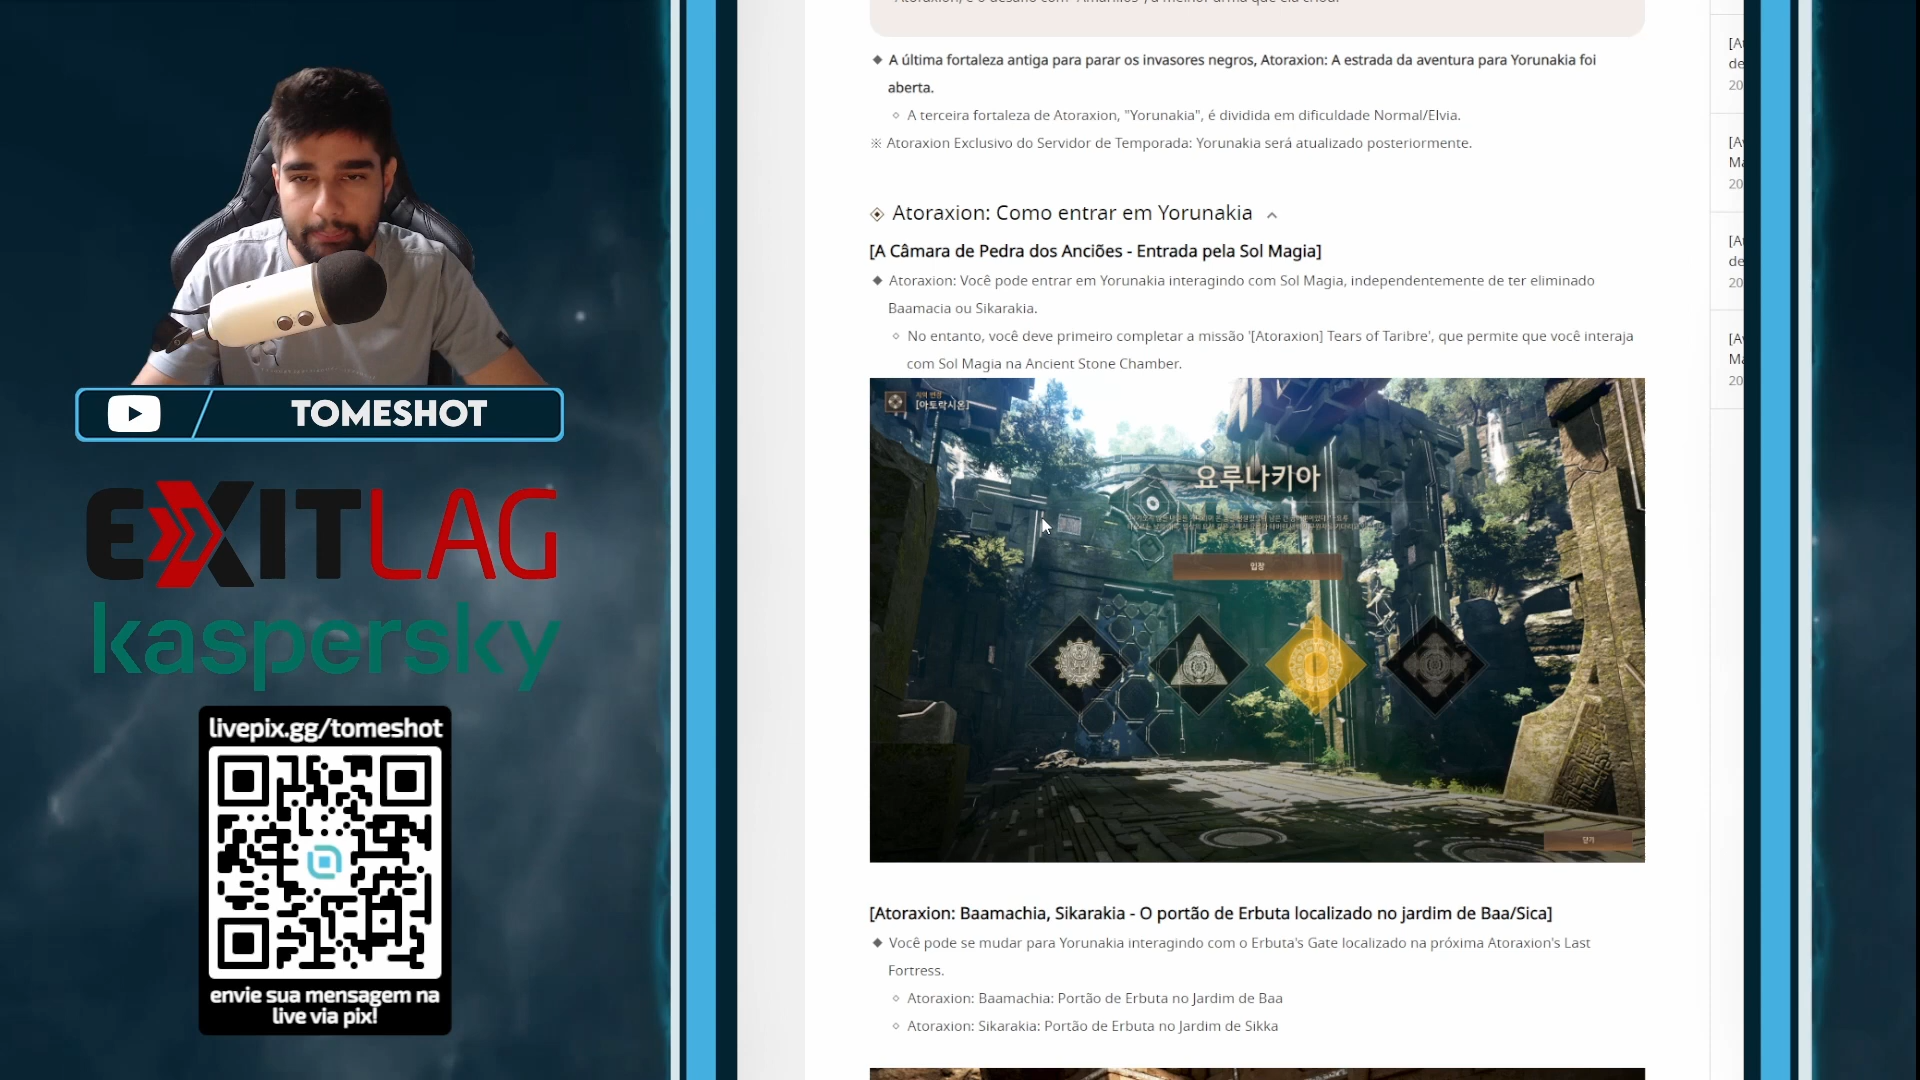 TOMESHOT
EXITLAG
kaspersky
livepix.gg/tomeshot
envie sua mensagem na
live via pix!
◆ A última fortaleza antiga para parar os invasores negros, Atoraxion: A estrada da aventura para Yorunakia foi
aberta.
◇ A terceira fortaleza de Atoraxion, "Yorunakia", é dividida em dificuldade Normal/Elvia.
※ Atoraxion Exclusivo do Servidor de Temporada: Yorunakia será atualizado posteriormente.
Atoraxion: Como entrar em Yorunakia
[A Câmara de Pedra dos Anciões - Entrada pela Sol Magia]
◆ Atoraxion: Você pode entrar em Yorunakia interagindo com Sol Magia, independentemente de ter eliminado
Baamacia ou Sikarakia.
◇ No entanto, você deve primeiro completar a missão '[Atoraxion] Tears of Taribre', que permite que você interaja
com Sol Magia na Ancient Stone Chamber.
[아토락시온]
요루나키아
입장
닫기
[Atoraxion: Baamachia, Sikarakia - O portão de Erbuta localizado no jardim de Baa/Sica]
◆ Você pode se mudar para Yorunakia interagindo com o Erbuta's Gate localizado na próxima Atoraxion's Last
Fortress.
◇ Atoraxion: Baamachia: Portão de Erbuta no Jardim de Baa
◇ Atoraxion: Sikarakia: Portão de Erbuta no Jardim de Sikka